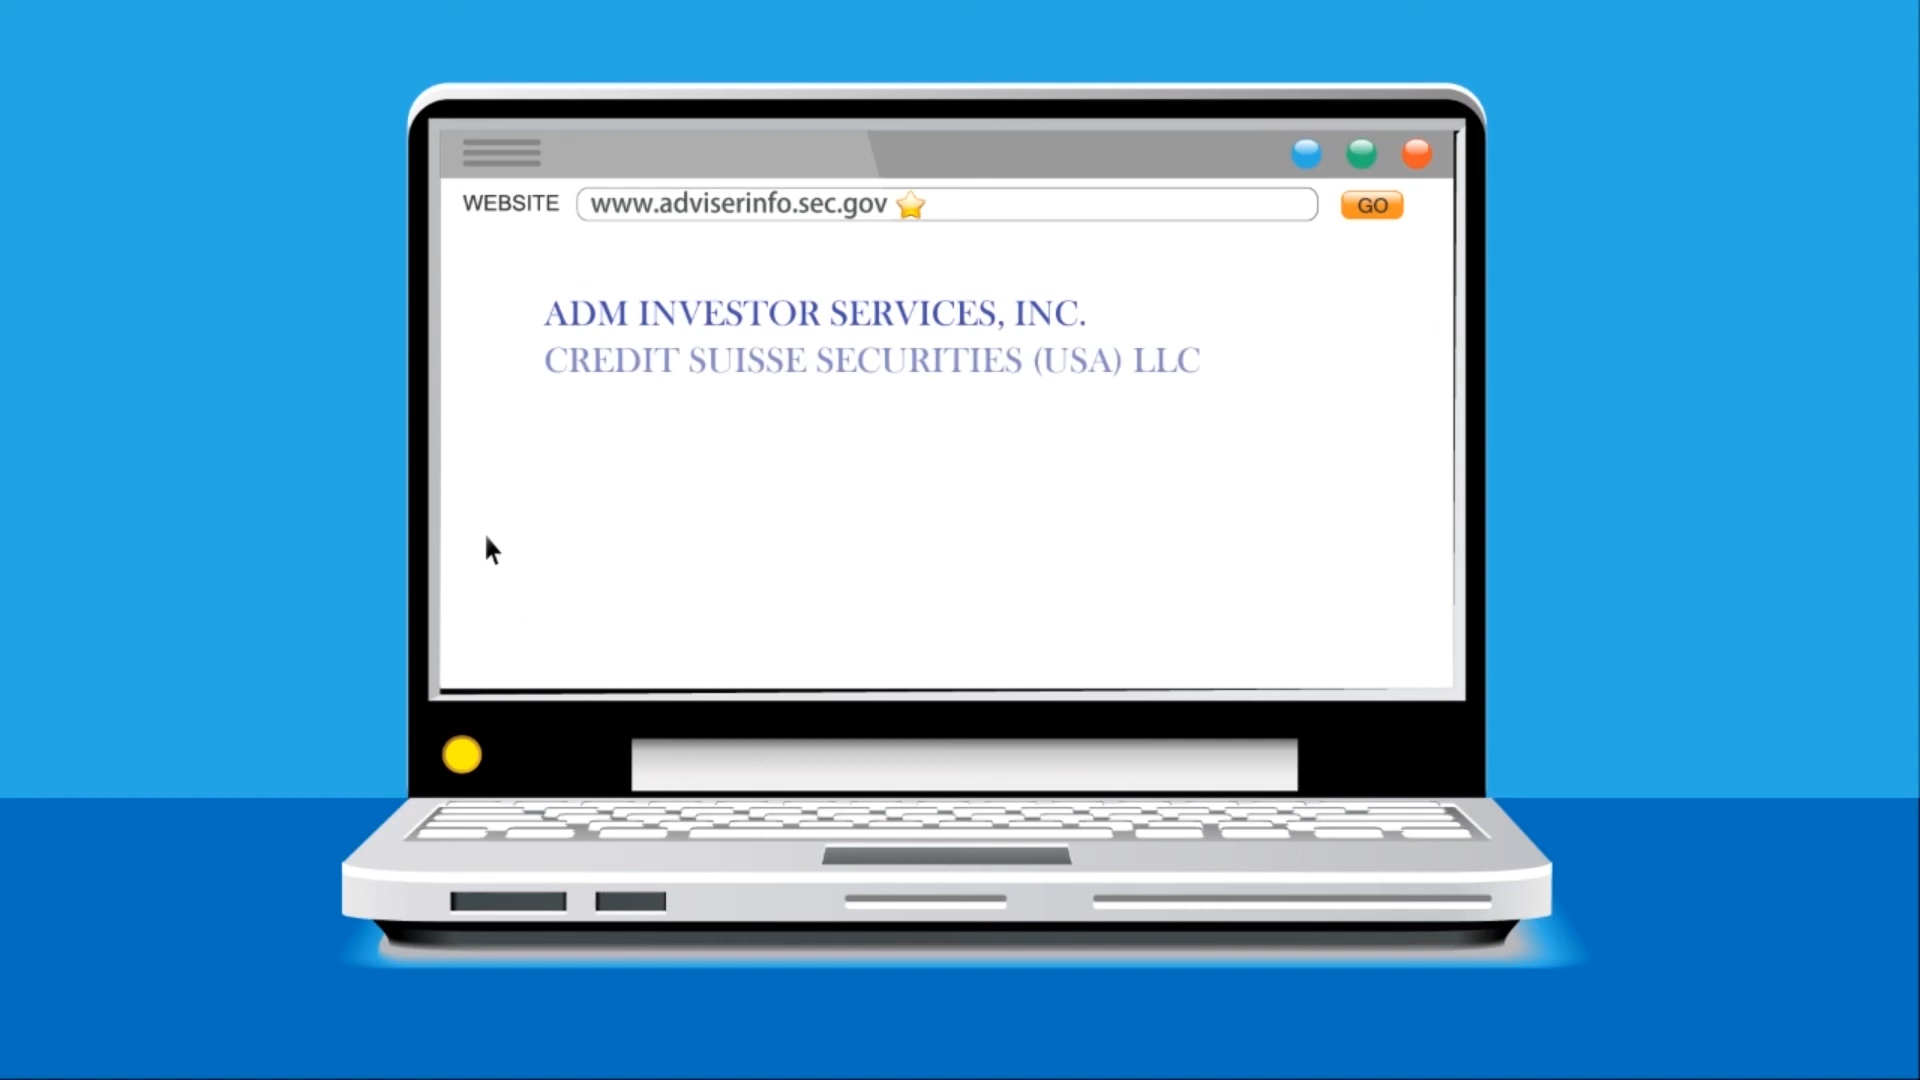 WEBSITE www.adviserinfo.sec.gov GO
ADM INVESTOR SERVICES, INC.
CREDIT SUISSE SECURITIES (USA) LLC